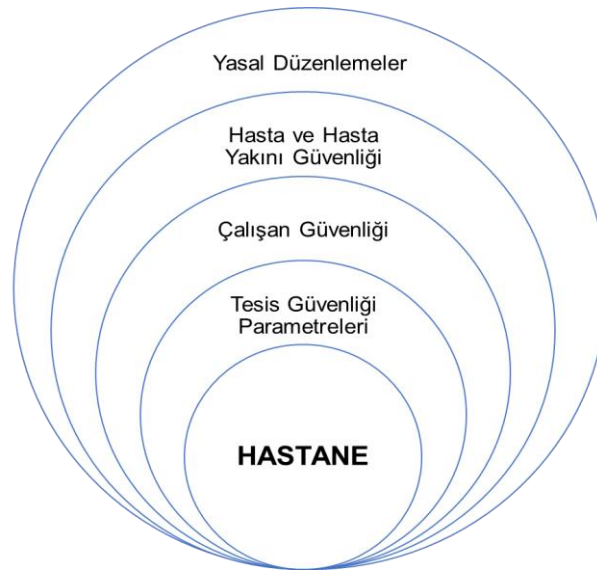 Yasal Düzenlemeler
Hasta ve Hasta
Yakını Güvenliği
Çalışan Güvenliği
Tesis Güvenliği
Parametreleri
HASTANE